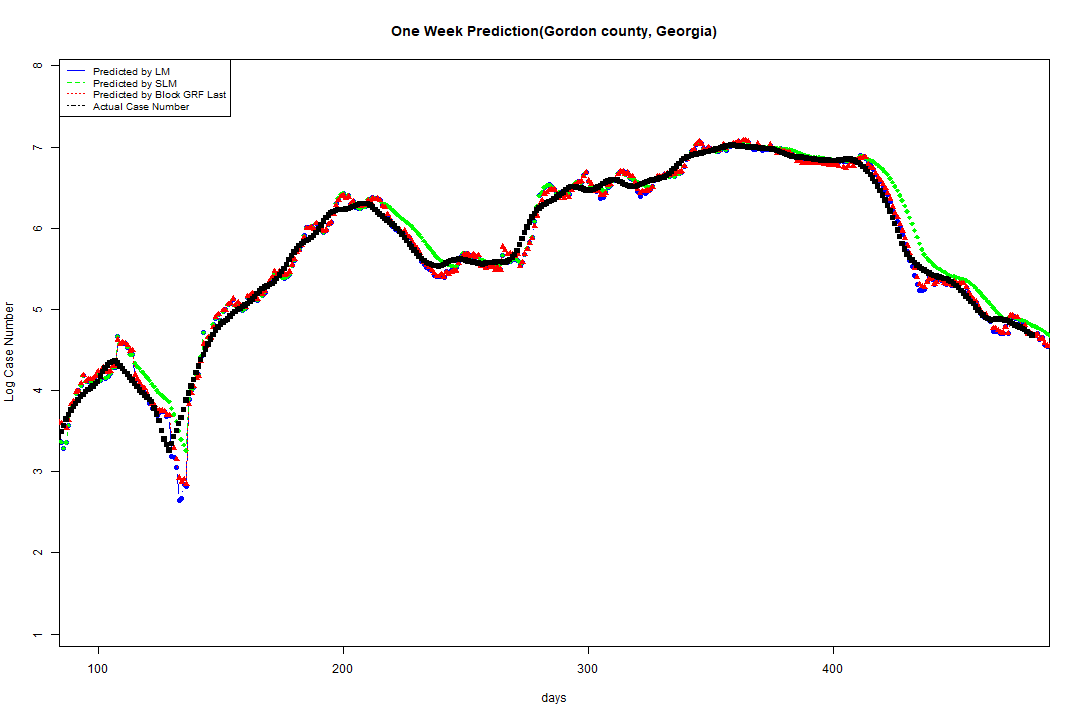 One Week Prediction(Gordon county, Georgia)
Predicted by LM
Predicted by SLM
Predicted by Block GRF Last
Actual Case Number
8
7
6
5
4
3
2
1
Log Case Number
100 200 300 400
days